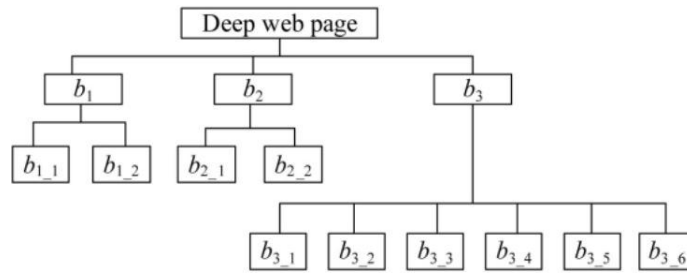 Deep web page
b₁ b₂ b₃
b₁_₁ b₁_₂ b₂_₁ b₂_₂
b₃_₁ b₃_₂ b₃_₃ b₃_₄ b₃_₅ b₃_₆